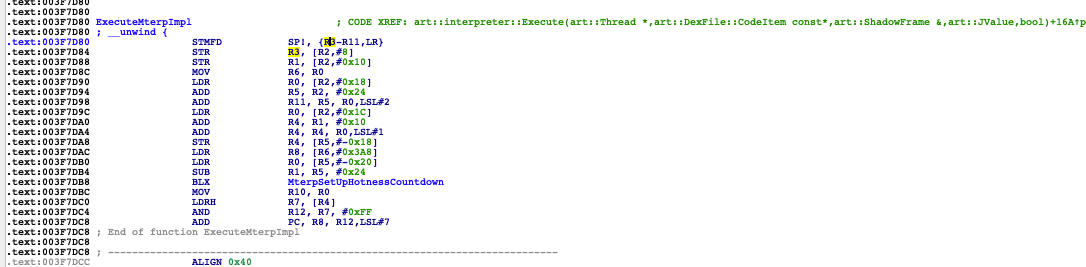 .text:003F7D80
.text:003F7D80
.text:003F7D80 ExecuteMterpImpl ; CODE XREF: art::interpreter::Execute(art::Thread *,art::DexFile::CodeItem const*,art::ShadowFrame &,art::JValue,bool)+16A↑p
.text:003F7D80 ; __unwind {
.text:003F7D80 STMFD SP!, {R3-R11,LR}
.text:003F7D84 STR R3, [R2,#8]
.text:003F7D88 STR R1, [R2,#0x10]
.text:003F7D8C MOV R6, R0
.text:003F7D90 LDR R0, [R2,#0x18]
.text:003F7D94 ADD R5, R2, #0x24
.text:003F7D98 ADD R11, R5, R0,LSL#2
.text:003F7D9C LDR R0, [R2,#0x1C]
.text:003F7DA0 ADD R4, R1, #0x10
.text:003F7DA4 ADD R4, R4, R0,LSL#1
.text:003F7DA8 STR R4, [R5,#-0x18]
.text:003F7DAC LDR R8, [R6,#0x3A8]
.text:003F7DB0 LDR R0, [R5,#-0x20]
.text:003F7DB4 SUB R1, R5, #0x24
.text:003F7DB8 BLX MterpSetUpHotnessCountdown
.text:003F7DBC MOV R10, R0
.text:003F7DC0 LDRH R7, [R4]
.text:003F7DC4 AND R12, R7, #0xFF
.text:003F7DC8 ADD PC, R8, R12,LSL#7
.text:003F7DC8 ; End of function ExecuteMterpImpl
.text:003F7DC8
.text:003F7DC8 ; ---------------------------------------------------------------------------
.text:003F7DCC ALIGN 0x40